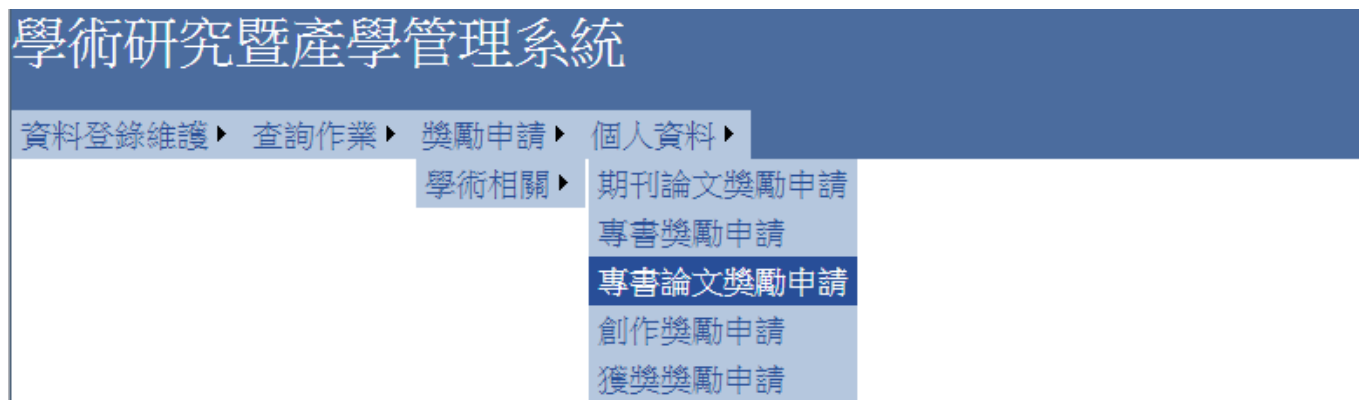 學術研究暨產學管理系統
資料登錄維護 查詢作業 獎勵申請 個人資料
學術相關 期刊論文獎勵申請
專書獎勵申請
專書論文獎勵申請
創作獎勵申請
獲獎獎勵申請